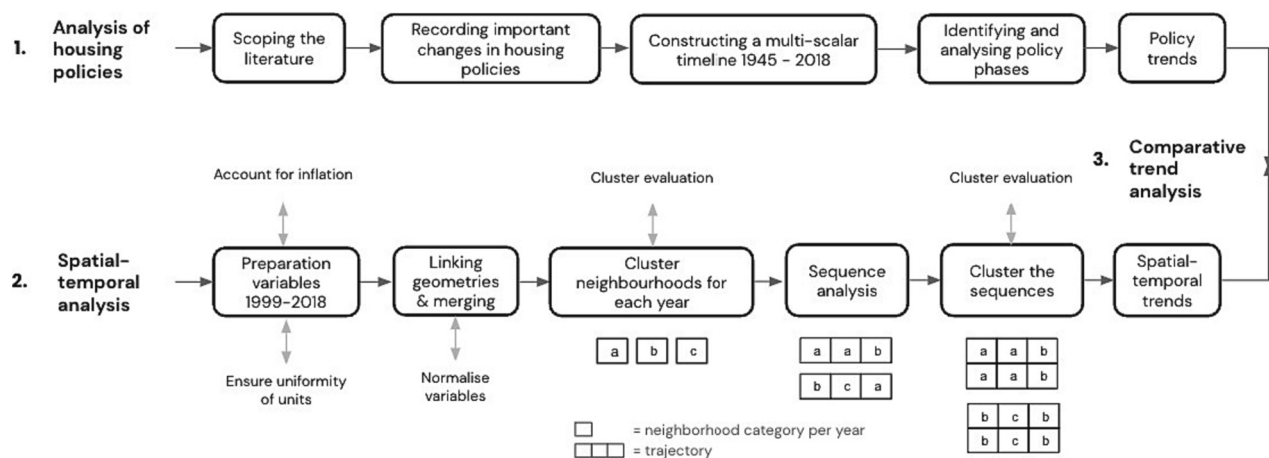 1.
Analysis of
housing
policies
Scoping the
literature
Recording important
changes in housing
policies
Constructing a multi-scalar
timeline 1945 - 2018
Identifying and
analysing policy
phases
Policy
trends
3.
Comparative
trend
analysis
Account for inflation
Cluster evaluation
Cluster evaluation
2.
Spatial-
temporal
analysis
Preparation
variables
1999-2018
Linking
geometries
& merging
Cluster
neighbourhoods for
each year
Sequence
analysis
Cluster the
sequences
Spatial-
temporal
trends
Ensure uniformity
of units
Normalise
variables
a b c
a a b
b c a
a a b
a a b
b c b
b c b
= neighborhood category per year
= trajectory